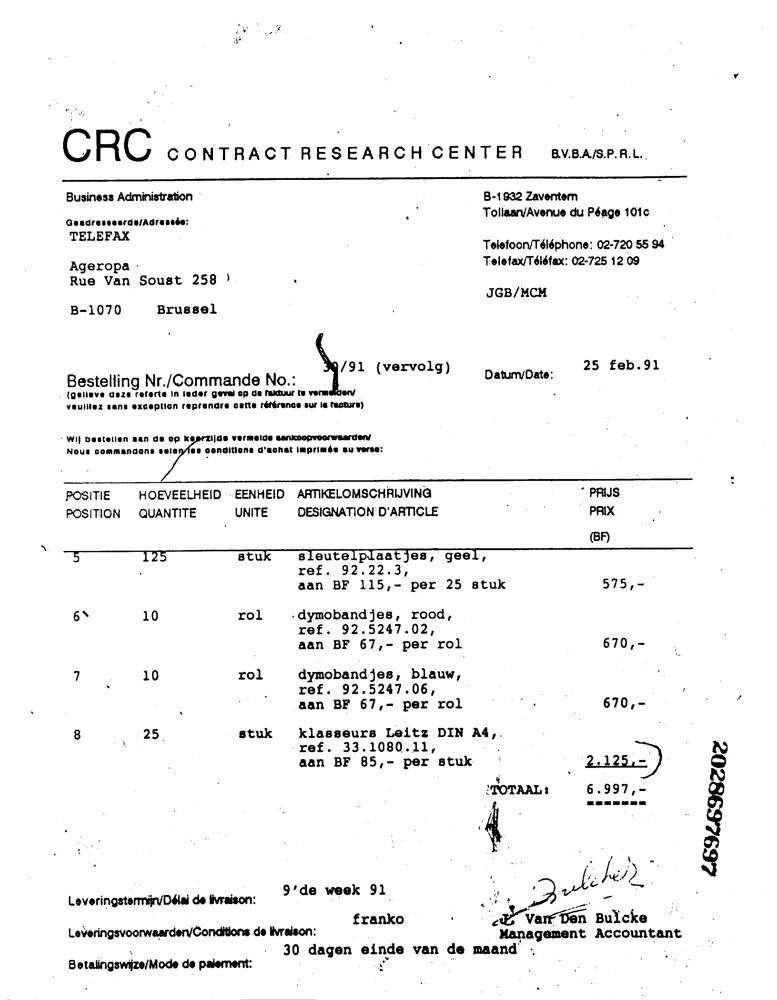 CRC CONTRACT RESEARCH CENTER B.V.B.A./S.P.R.L.
Business Administration
B-1932 Zaventem
Tollaan/Avenue du Péage 101c
Geadresseerde/Adressée:
TELEFAX
Telefoon/Téléphone: 02-720 55 94
Telefax/Téléfax: 02-725 12 09
Ageropa
Rue Van Soust 258
JGB/MCM
B-1070 Brussel
Bestelling Nr./Commande No.: 30/91 (vervolg)
Datum/Date: 25 feb.91
(gelieve deze referte in ieder geval op de faktuur te vermelden/
veuillez sans exception reprendre cette référence sur la facture)
Wij bestellen aan de op keerzijde vermelde aankoopvoorwaarden/
Nous commandons selon les conditions d'achat imprimée au verso:
POSITIE HOEVEELHEID EENHEID ARTIKELOMSCHRIJVING PRIJS
POSITION QUANTITE UNITE DESIGNATION D'ARTICLE PRIX
(BF)
5 125 stuk sleutelplaatjes, geel,
ref. 92.22.3,
aan BF 115,- per 25 stuk 575,-
6 10 rol dymobandjes, rood,
ref. 92.5247.02,
aan BF 67,- per rol 670,-
7 10 rol dymobandjes, blauw,
ref. 92.5247.06,
aan BF 67,- per rol 670,-
8 25 stuk klasseurs Leitz DIN A4,
ref. 33.1080.11,
aan BF 85,- per stuk 2.125,-
TOTAAL: 6.997,-
2028697697
Leveringstermijn/Délai de livraison: 9'de week 91
Van Den Bulcke
Leveringsvoorwaarden/Conditions de livraison: franko
Management Accountant
Betalingswijze/Mode de paiement: 30 dagen einde van de maand